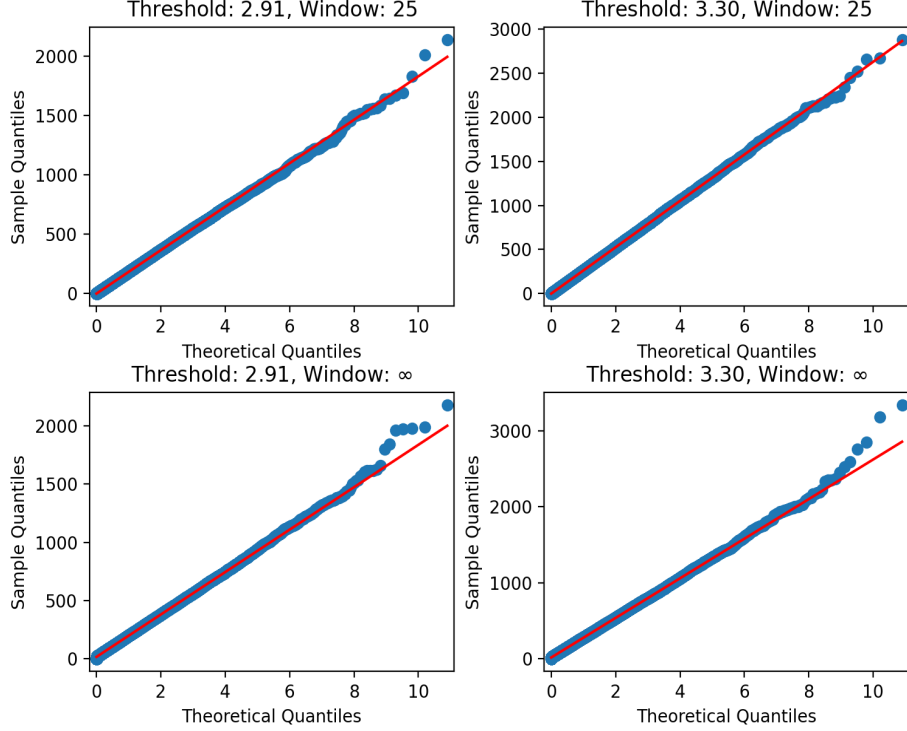 Threshold: 2.91, Window: 25
Sample Quantiles
2000
1500
1000
500
0
0 2 4 6 8 10
Theoretical Quantiles
Threshold: 3.30, Window: 25
Sample Quantiles
3000
2500
2000
1500
1000
500
0
0 2 4 6 8 10
Theoretical Quantiles
Threshold: 2.91, Window: ∞
Sample Quantiles
2000
1500
1000
500
0
0 2 4 6 8 10
Theoretical Quantiles
Threshold: 3.30, Window: ∞
Sample Quantiles
3000
2000
1000
0
0 2 4 6 8 10
Theoretical Quantiles